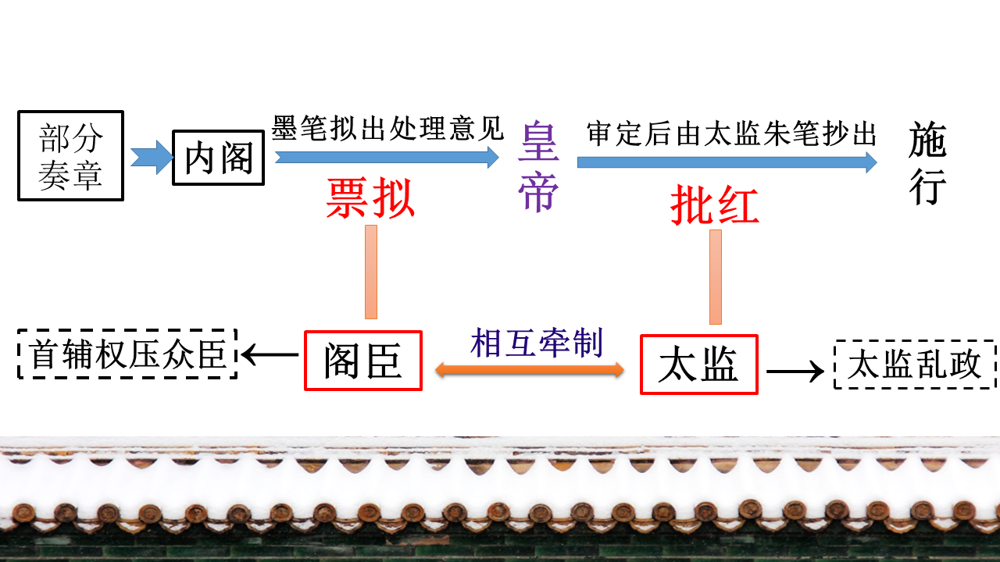 部分
奏章
内阁
墨笔拟出处理意见
票拟
皇
帝
审定后由太监朱笔抄出
批红
施
行
首辅权压众臣
阁臣
相互牵制
太监
太监乱政